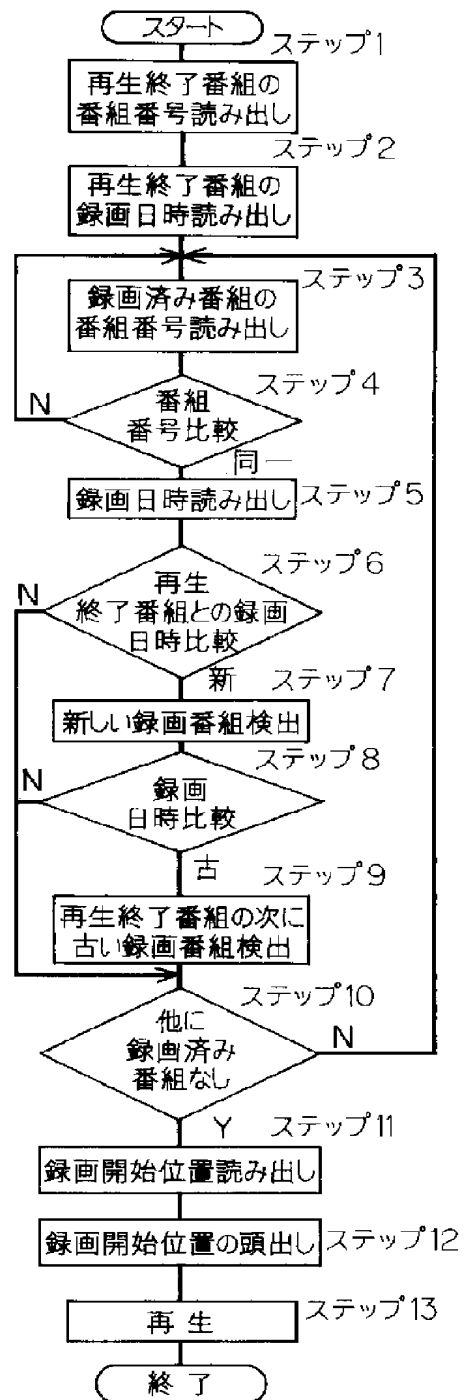 スタート
ステップ1
再生終了番組の
番組番号読み出し
ステップ2
再生終了番組の
録画日時読み出し
ステップ3
録画済み番組の
番組番号読み出し
ステップ4
N
番組
番号比較
同一
録画日時読み出し
ステップ5
ステップ6
N
再生
終了番組との録画
日時比較
新
ステップ7
新しい録画番組検出
ステップ8
N
録画
日時比較
古
ステップ9
再生終了番組の次に
古い録画番組検出
ステップ10
他に
録画済み
番組なし
N
Y
ステップ11
録画開始位置読み出し
録画開始位置の頭出し
ステップ12
再生
ステップ13
終了